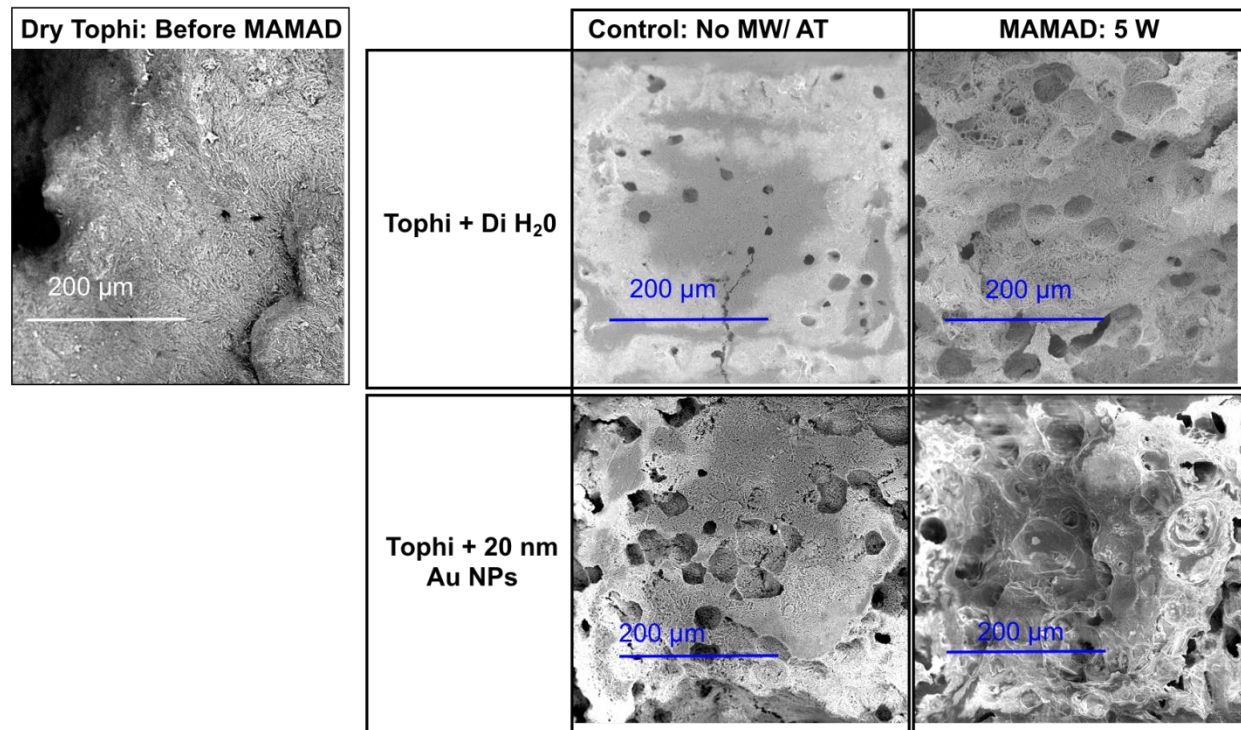 Dry Tophi: Before MAMAD
Control: No MW/ AT
MAMAD: 5 W
200 µm
Tophi + Di H₂0
200 µm
200 µm
Tophi + 20 nm
Au NPs
200 µm
200 µm